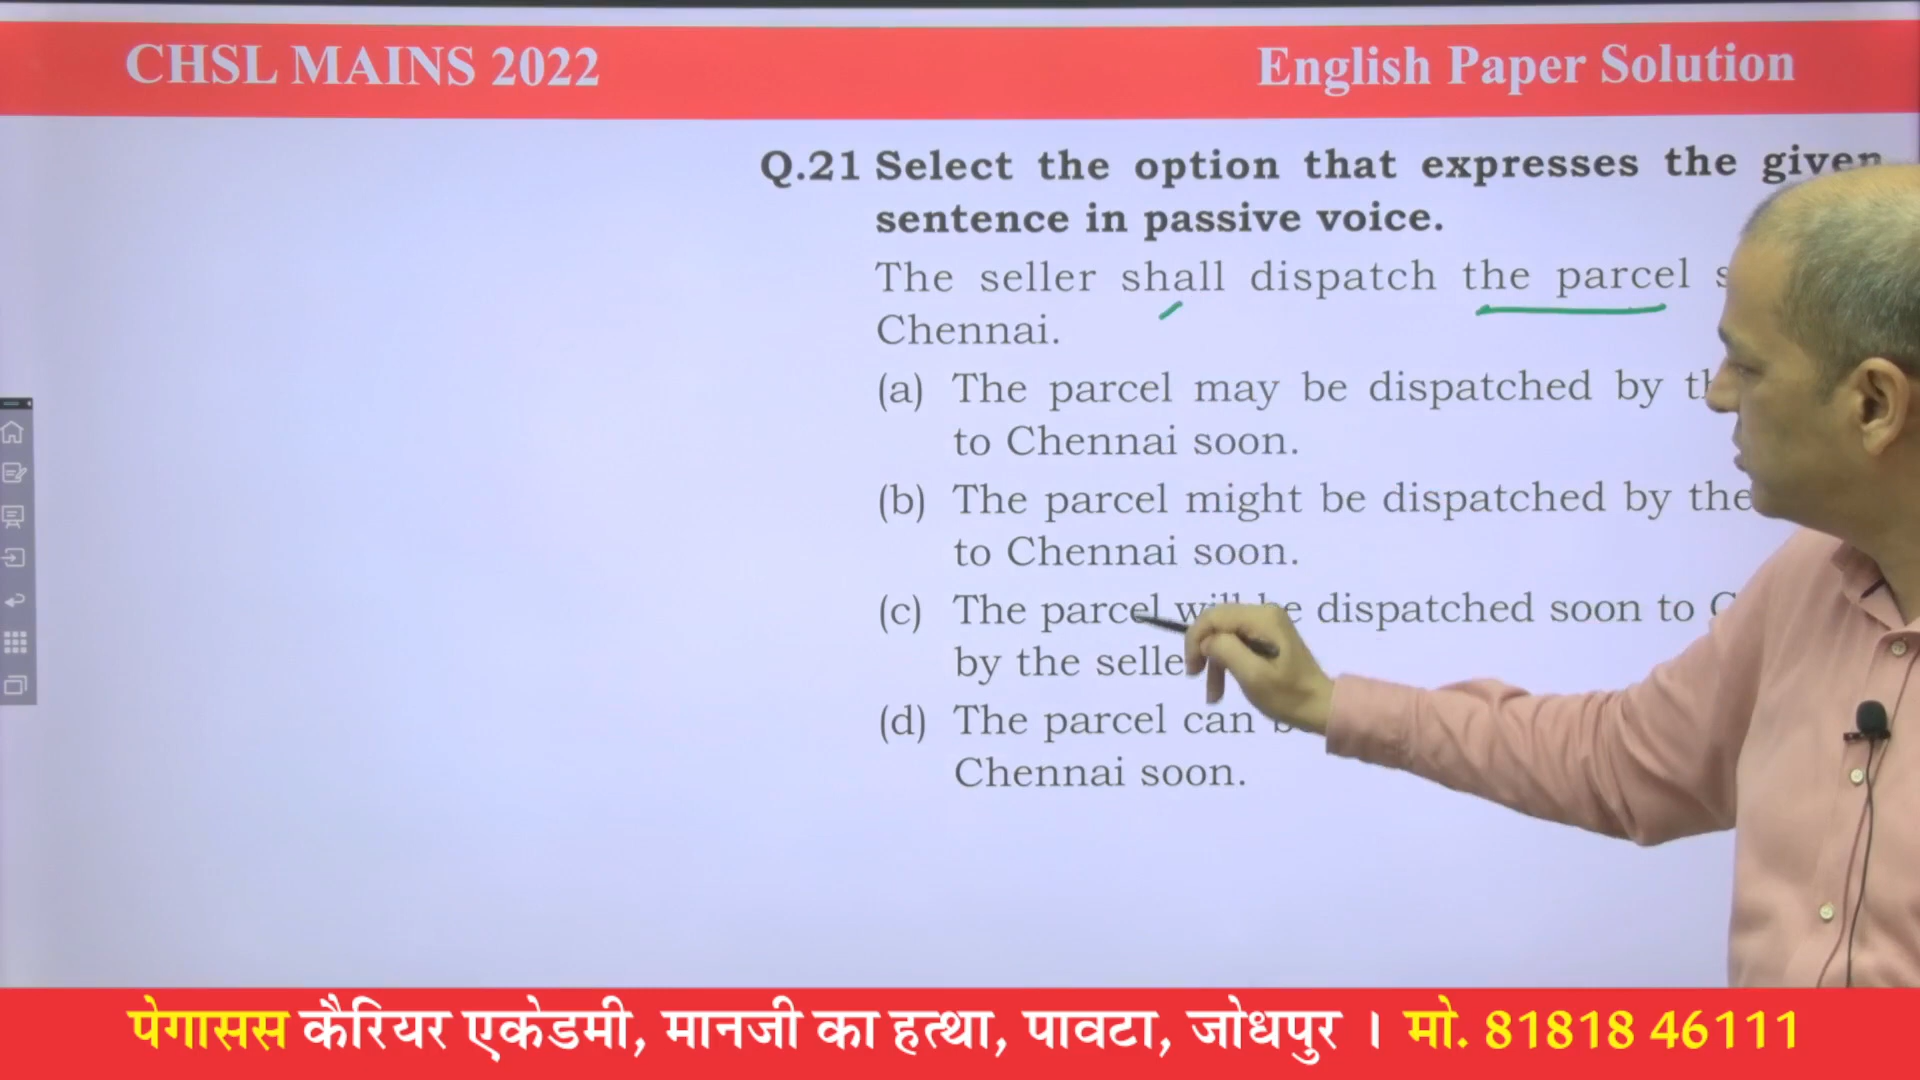 CHSL MAINS 2022
English Paper Solution
Q.21 Select the option that expresses the given
sentence in passive voice.
The seller shall dispatch the parcel
Chennai.
(a) The parcel may be dispatched by
to Chennai soon.
(b) The parcel might be dispatched by the
to Chennai soon.
(c) The parcel will be dispatched soon to
by the
(d) The parcel can
Chennai soon.
पेगासस कैरियर एकेडमी, मानजी का हत्था, पावटा, जोधपुर । मो. 81818 46111